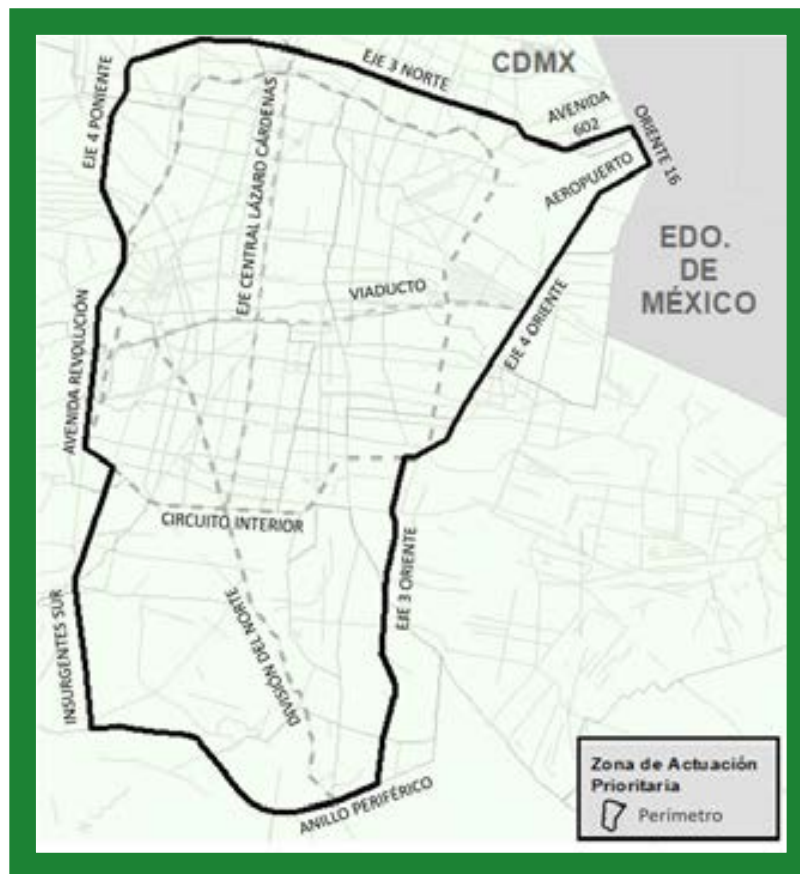 CDMX
EJE 3 NORTE
AVENIDA
602
ORIENTE 16
EJE 4 PONIENTE
EJE CENTRAL LÁZARO CÁRDENAS
AEROPUERTO
EDO.
DE
MÉXICO
VIADUCTO
EJE 4 ORIENTE
AVENIDA REVOLUCIÓN
CIRCUITO INTERIOR
EJE 3 ORIENTE
INSURGENTES SUR
DIVISIÓN DEL NORTE
ANILLO PERIFÉRICO
Zona de Actuación
Prioritaria
Perímetro